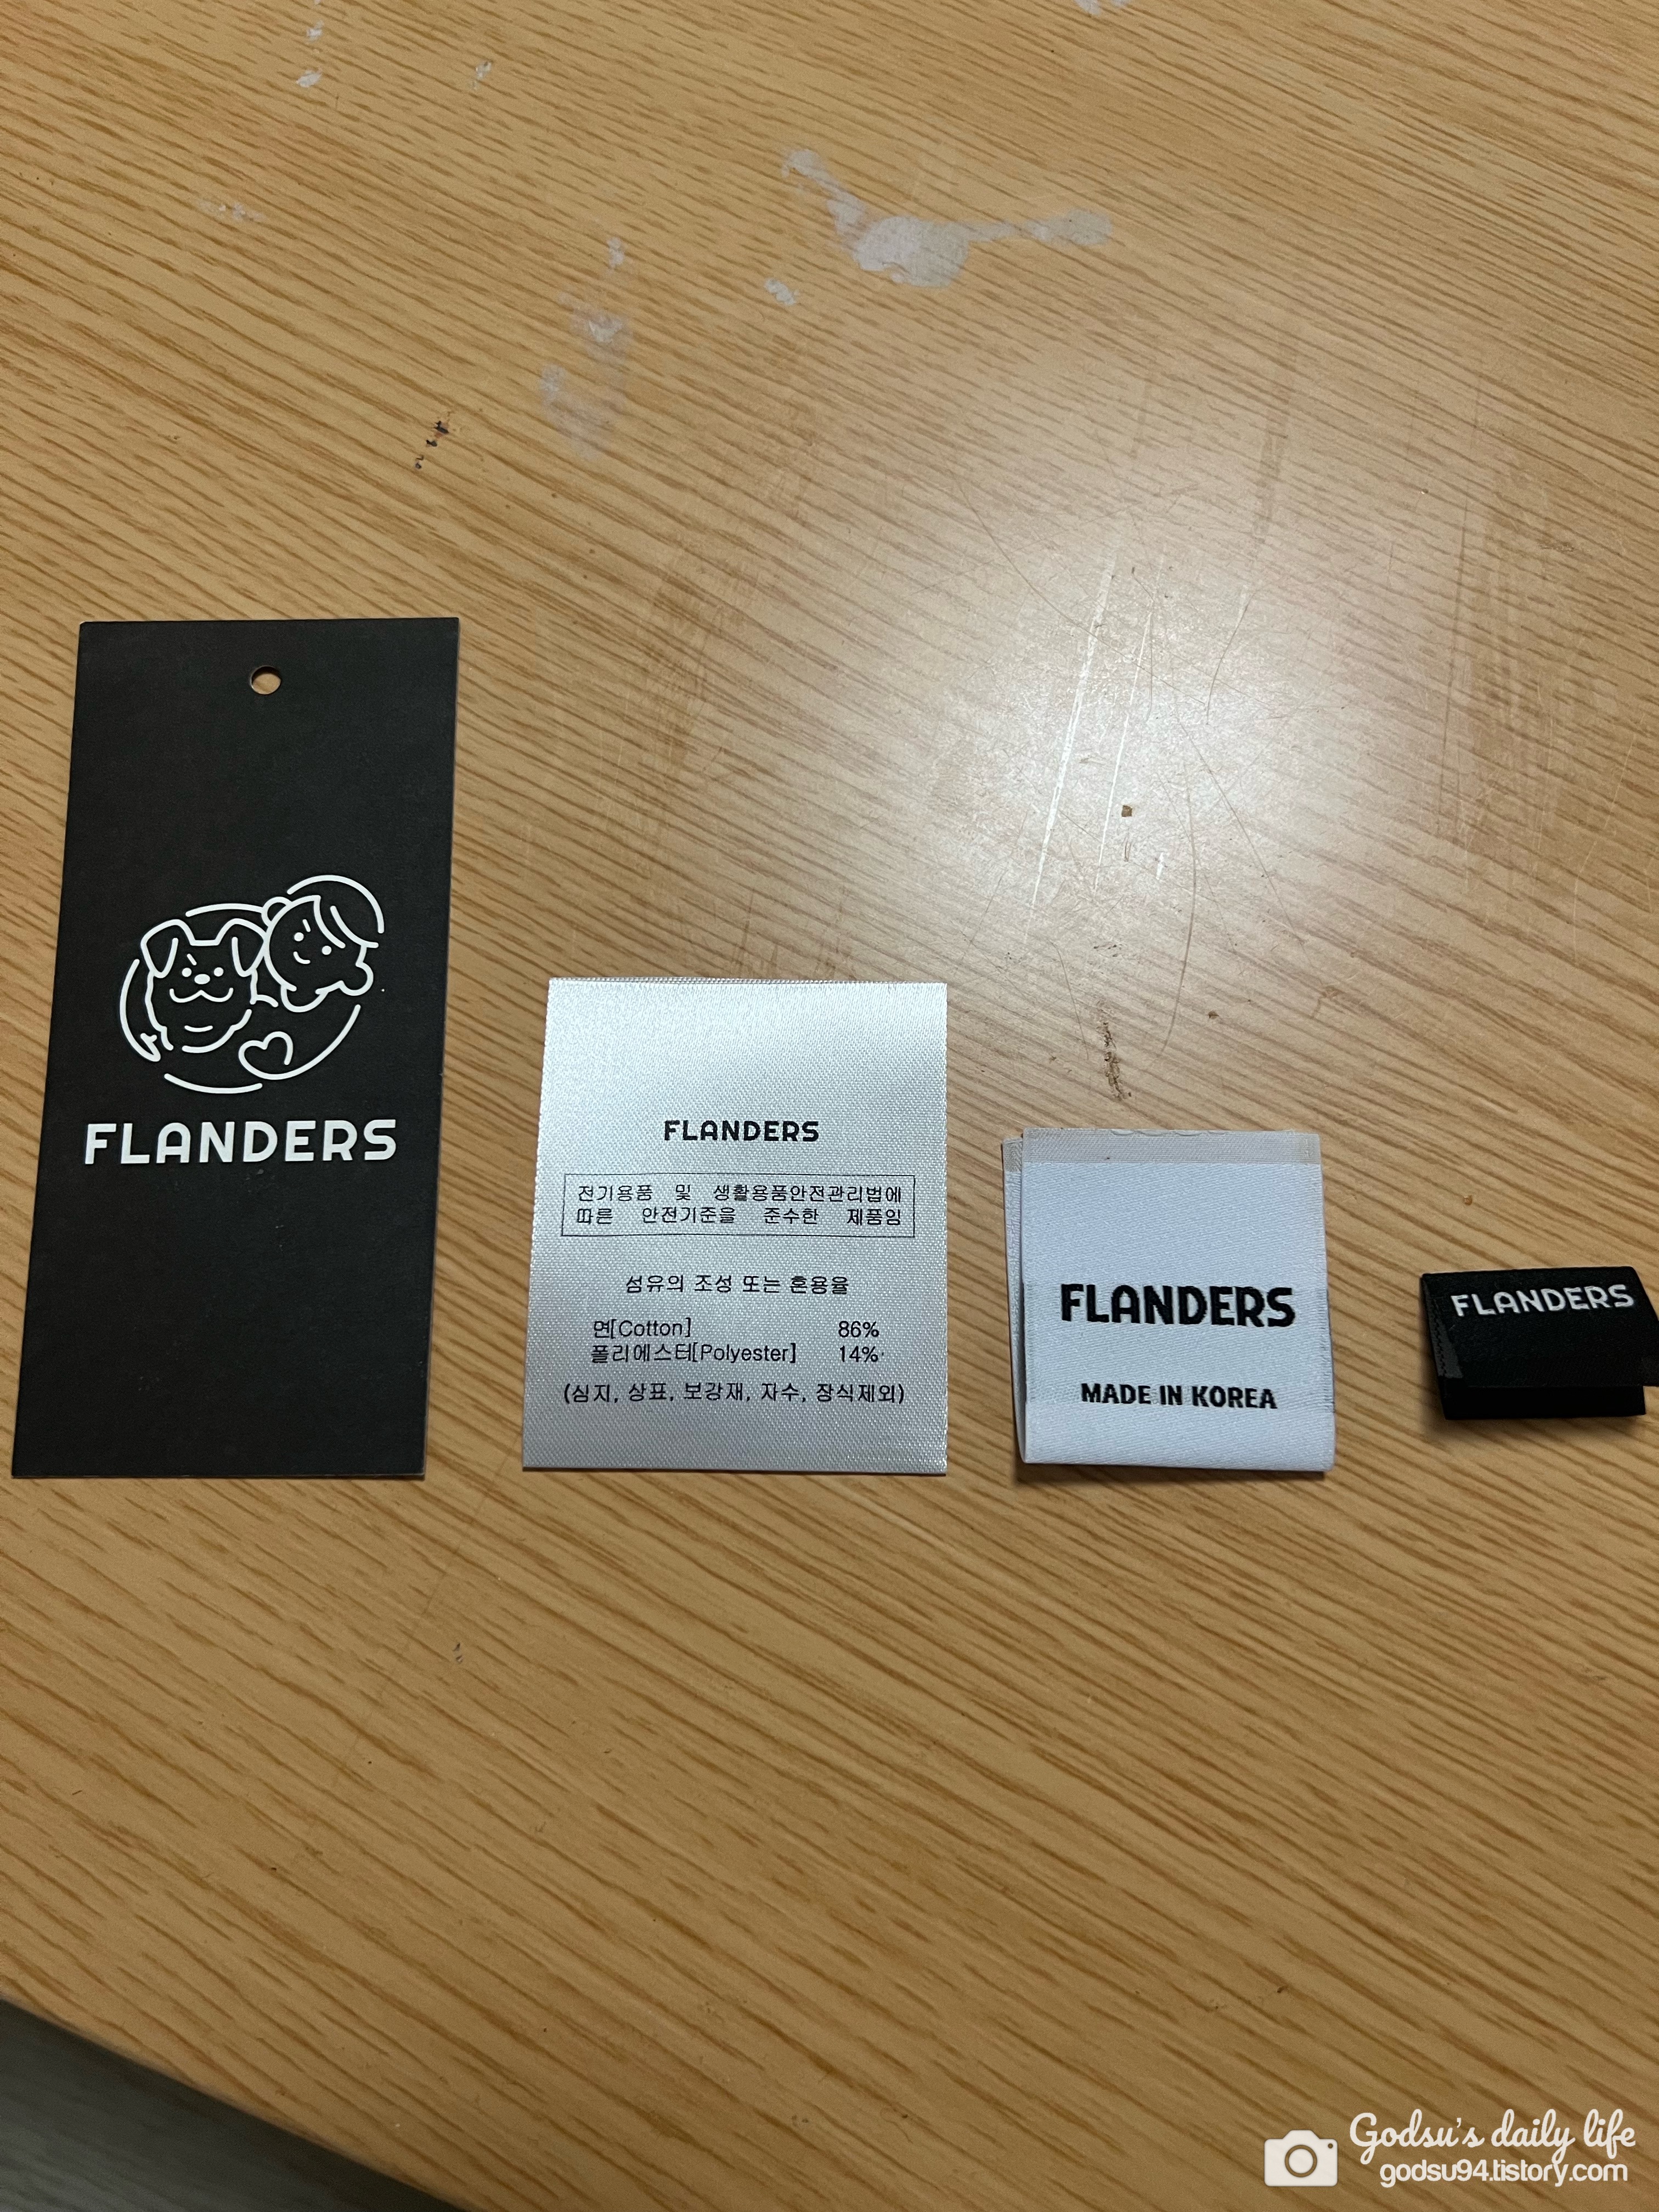 FLANDERS
FLANDERS
전기용품 및 생활용품안전관리법에
따른 안전기준을 준수한 제품임
섬유의 조성 또는 혼용율
면[Cotton] 86%
폴리에스터[Polyester] 14%
(심지, 상표, 보강재, 자수, 장식제외)
FLANDERS
MADE IN KOREA
FLANDERS
Godsu's daily life
godsu94.tistory.com